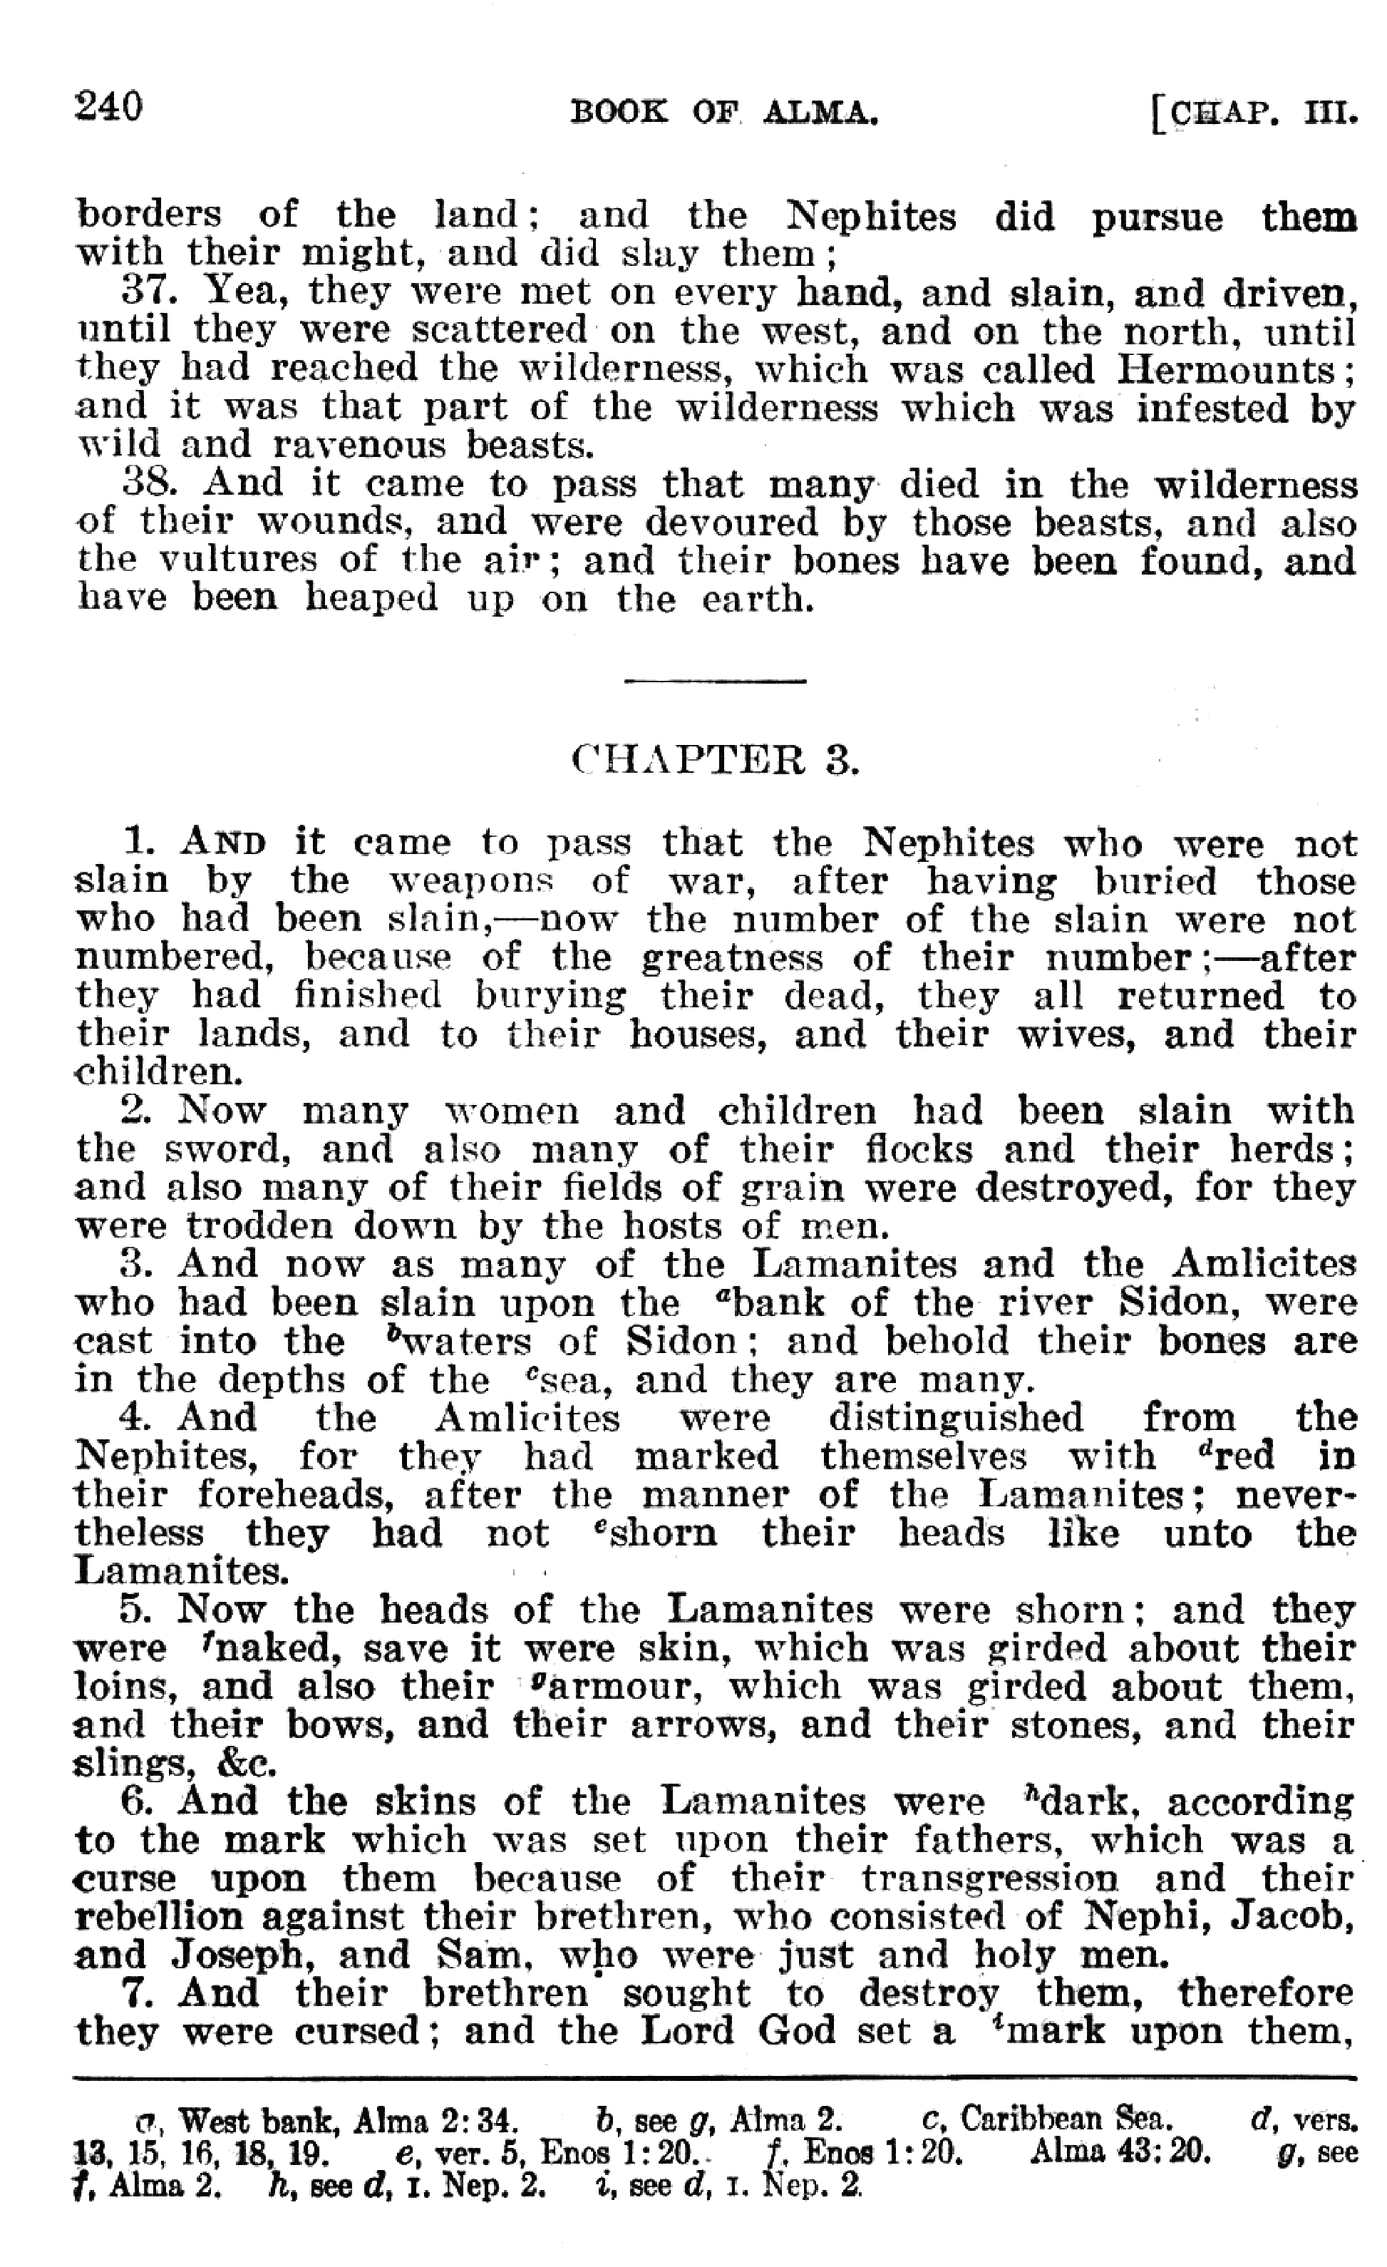 240 BOOK OF ALMA. [CHAP. III.
borders of the land; and the Nephites did pursue them
with their might, and did slay them;
37. Yea, they were met on every hand, and slain, and driven,
until they were scattered on the west, and on the north, until
they had reached the wilderness, which was called Hermounts;
and it was that part of the wilderness which was infested by
wild and ravenous beasts.
38. And it came to pass that many died in the wilderness
of their wounds, and were devoured by those beasts, and also
the vultures of the air; and their bones have been found, and
have been heaped up on the earth.
CHAPTER 3.
1. AND it came to pass that the Nephites who were not
slain by the weapons of war, after having buried those
who had been slain,—now the number of the slain were not
numbered, because of the greatness of their number;—after
they had finished burying their dead, they all returned to
their lands, and to their houses, and their wives, and their
children.
2. Now many women and children had been slain with
the sword, and also many of their flocks and their herds;
and also many of their fields of grain were destroyed, for they
were trodden down by the hosts of men.
3. And now as many of the Lamanites and the Amlicites
who had been slain upon the ᵃbank of the river Sidon, were
cast into the ᵇwaters of Sidon; and behold their bones are
in the depths of the ᶜsea, and they are many.
4. And the Amlicites were distinguished from the
Nephites, for they had marked themselves with ᵈred in
their foreheads, after the manner of the Lamanites; never-
theless they had not ᵉshorn their heads like unto the
Lamanites.
5. Now the heads of the Lamanites were shorn; and they
were ᶠnaked, save it were skin, which was girded about their
loins, and also their ᵍarmour, which was girded about them,
and their bows, and their arrows, and their stones, and their
slings, &c.
6. And the skins of the Lamanites were ʰdark, according
to the mark which was set upon their fathers, which was a
curse upon them because of their transgression and their
rebellion against their brethren, who consisted of Nephi, Jacob,
and Joseph, and Sam, who were just and holy men.
7. And their brethren sought to destroy them, therefore
they were cursed; and the Lord God set a ⁱmark upon them,
a, West bank, Alma 2:34. b, see g, Alma 2. c, Caribbean Sea. d, vers.
13, 15, 16, 18, 19. e, ver. 5, Enos 1:20. f, Enos 1:20. Alma 43:20. g, see
f, Alma 2. h, see d, I. Nep. 2. i, see d, I. Nep. 2.